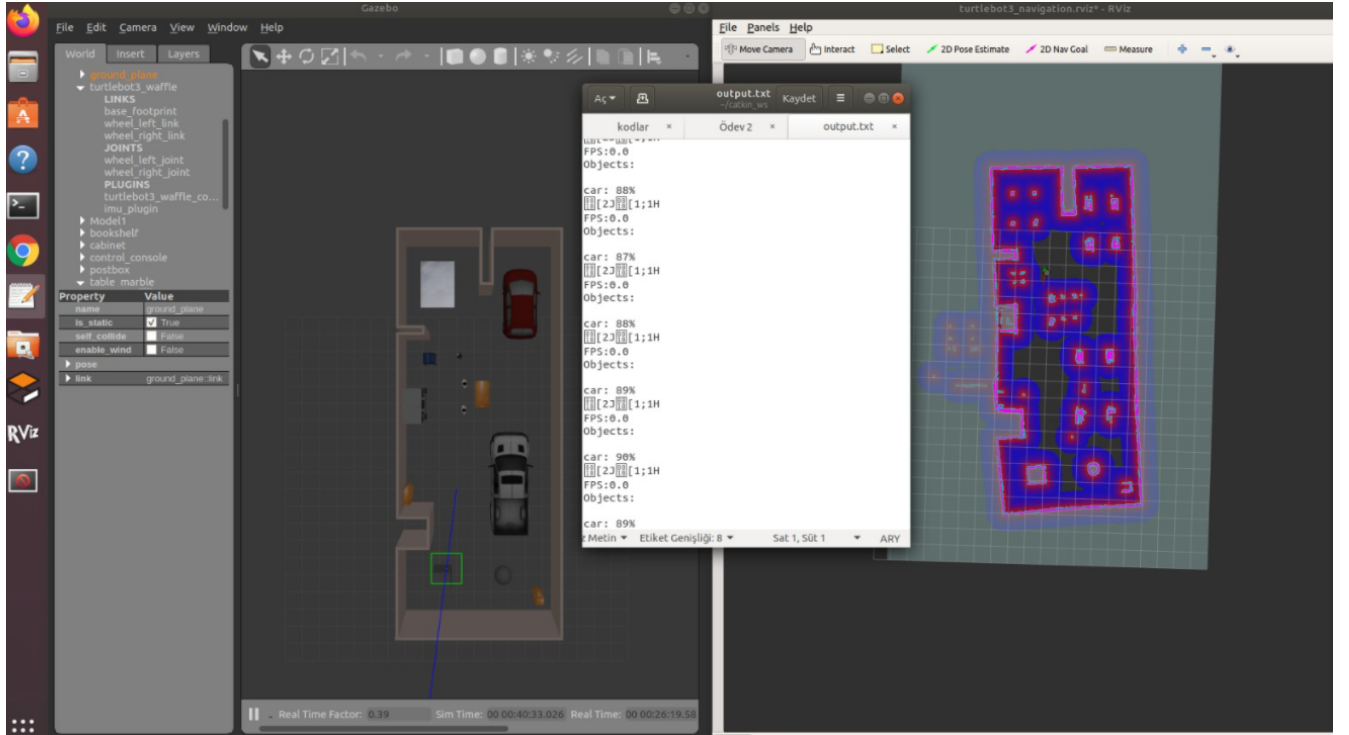 Gazebo
File Edit Camera View Window Help
World Insert Layers
ground_plane
turtlebot3_waffle
LINKS
base_footprint
wheel_left_link
wheel_right_link
JOINTS
wheel_left_joint
wheel_right_joint
PLUGINS
turtlebot3_waffle_co...
imu_plugin
Model1
bookshelf
cabinet
control_console
postbox
table_marble
Property Value
name ground_plane
is_static True
self_collide False
enable_wind False
pose
link ground_plane::link
Real Time Factor: 0.39 Sim Time: 00 00:40:33.026 Real Time: 00 00:26:19.58
RViz
Aç output.txt Kaydet
~/catkin_ws
kodlar Ödev 2 output.txt
FPS:0.0
Objects:
car: 88%
[2J[1;1H
FPS:0.0
Objects:
car: 87%
[2J[1;1H
FPS:0.0
Objects:
car: 88%
[2J[1;1H
FPS:0.0
Objects:
car: 89%
[2J[1;1H
FPS:0.0
Objects:
car: 90%
[2J[1;1H
FPS:0.0
Objects:
car: 89%
Metin Etiket Genişliği: 8 Sat 1, Süt 1 ARY
turtlebot3_navigation.rviz* - RViz
File Panels Help
Move Camera Interact Select 2D Pose Estimate 2D Nav Goal Measure